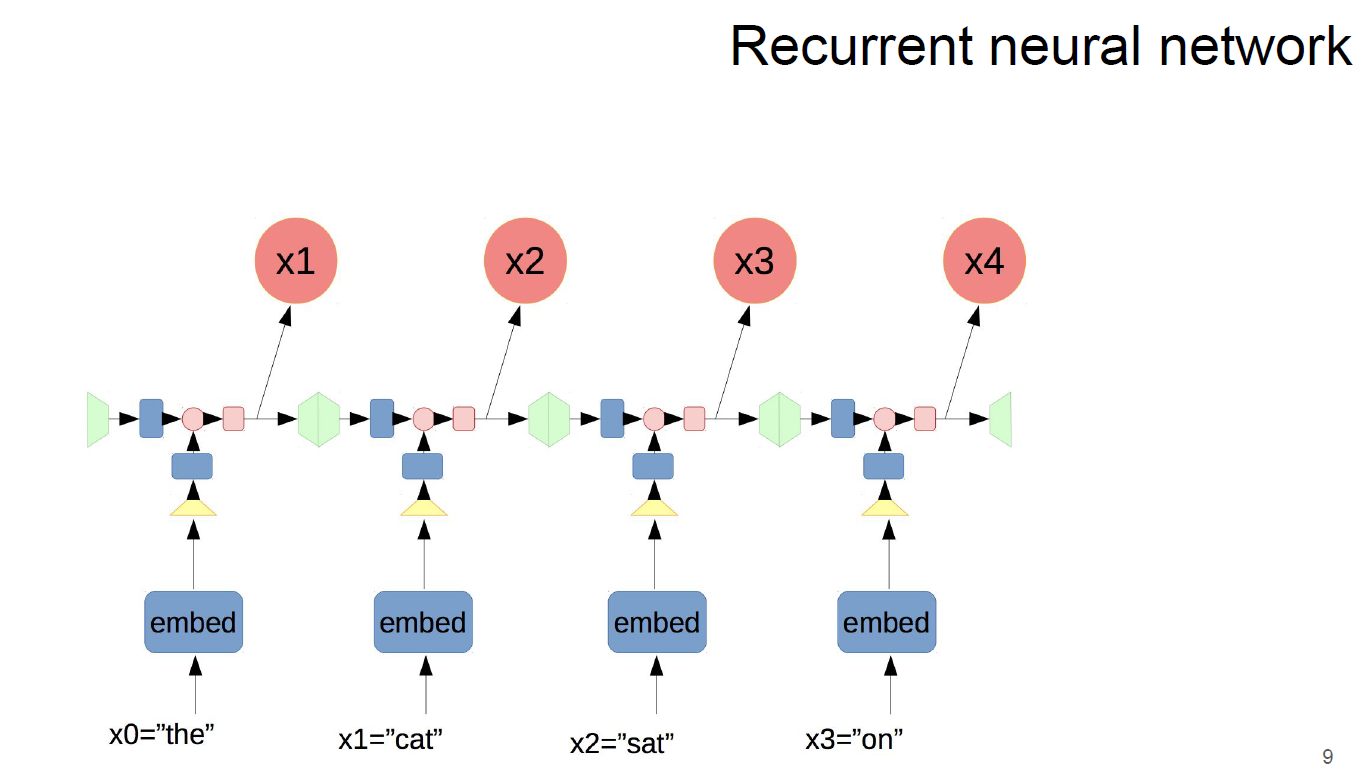 Recurrent neural network
x1 x2 x3 x4
embed embed embed embed
x0=”the” x1=”cat” x2=”sat” x3=”on”
9